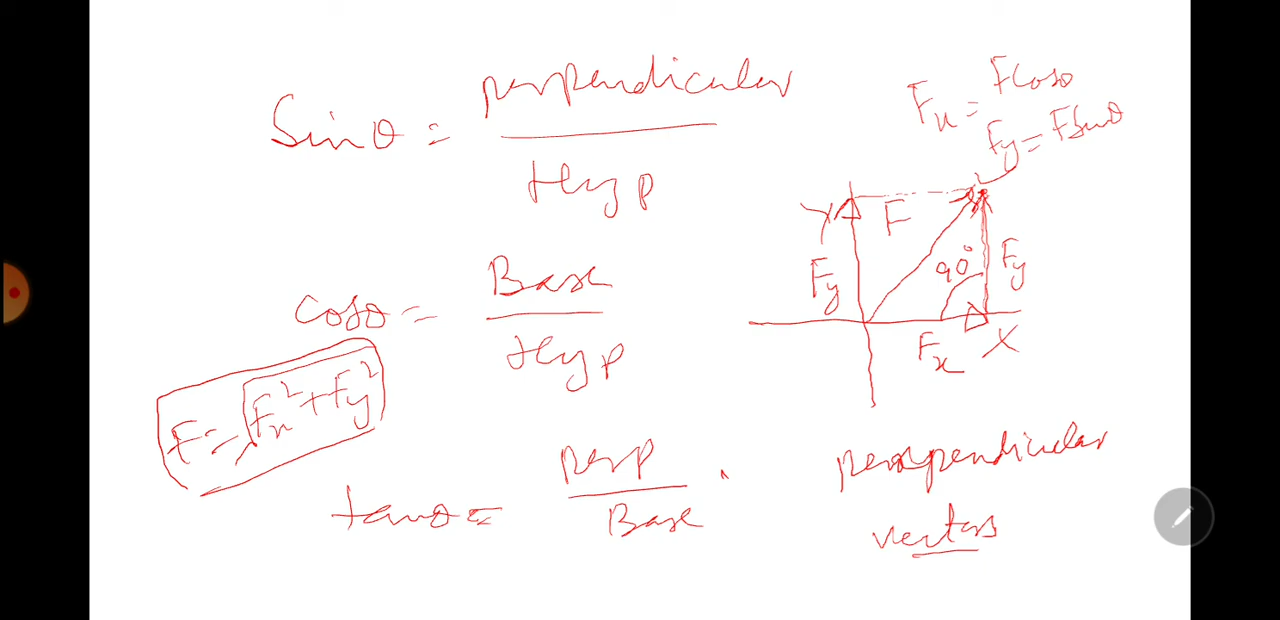 Sinθ = perpendicular
Hyp
Fx = Fcosθ
Fy = Fsinθ
Y
F
Fy
90°
Fy
Fx
X
cosθ = Base
Hyp
F = √Fx² + Fy²
tanθ = perp
Base
perpendicular
vectors